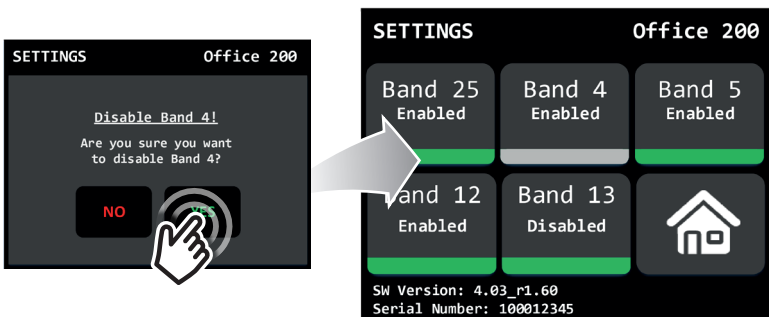 SETTINGS Office 200
Disable Band 4!
Are you sure you want
to disable Band 4?
NO YES
SETTINGS Office 200
Band 25 Band 4 Band 5
Enabled Enabled Enabled
Band 12 Band 13
Enabled Disabled
SW Version: 4.03_r1.60
Serial Number: 100012345